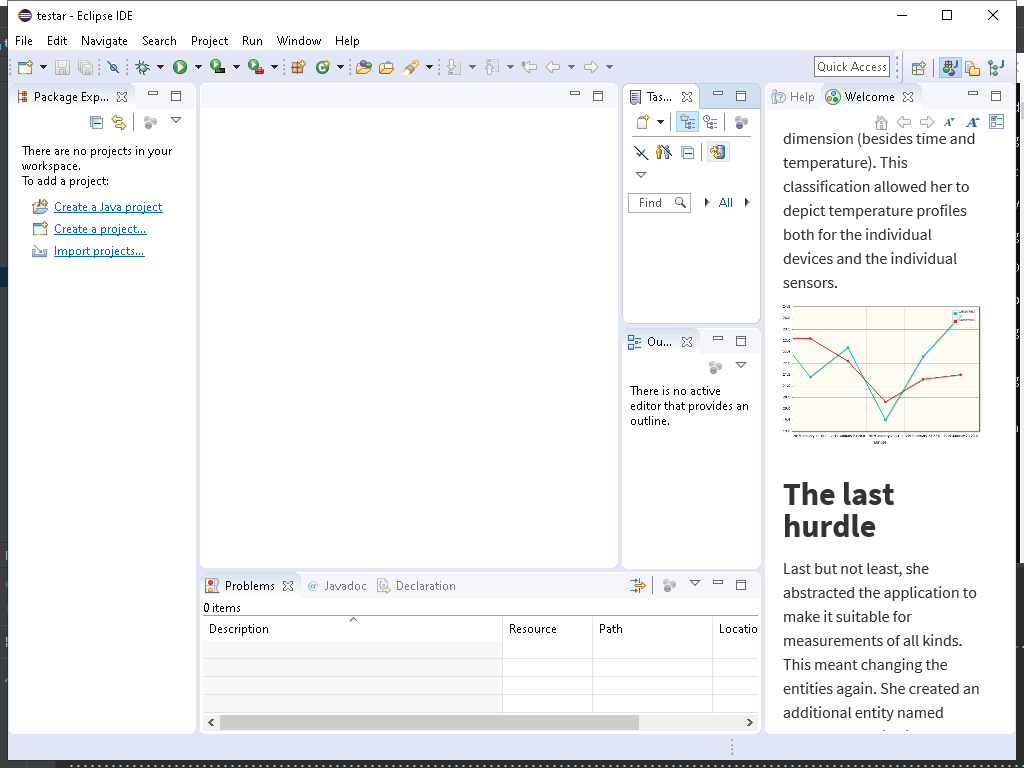 testar - Eclipse IDE
File Edit Navigate Search Project Run Window Help
Quick Access
Package Exp...
There are no projects in your
workspace.
To add a project:
Create a Java project
Create a project...
Import projects...
Tas...
Find
All
Ou...
There is no active
editor that provides an
outline.
Problems
@ Javadoc
Declaration
0 items
Description Resource Path Locatio
Help
Welcome
dimension (besides time and
temperature). This
classification allowed her to
depict temperature profiles
both for the individual
devices and the individual
sensors.
The last
hurdle
Last but not least, she
abstracted the application to
make it suitable for
measurements of all kinds.
This meant changing the
entities again. She created an
additional entity named